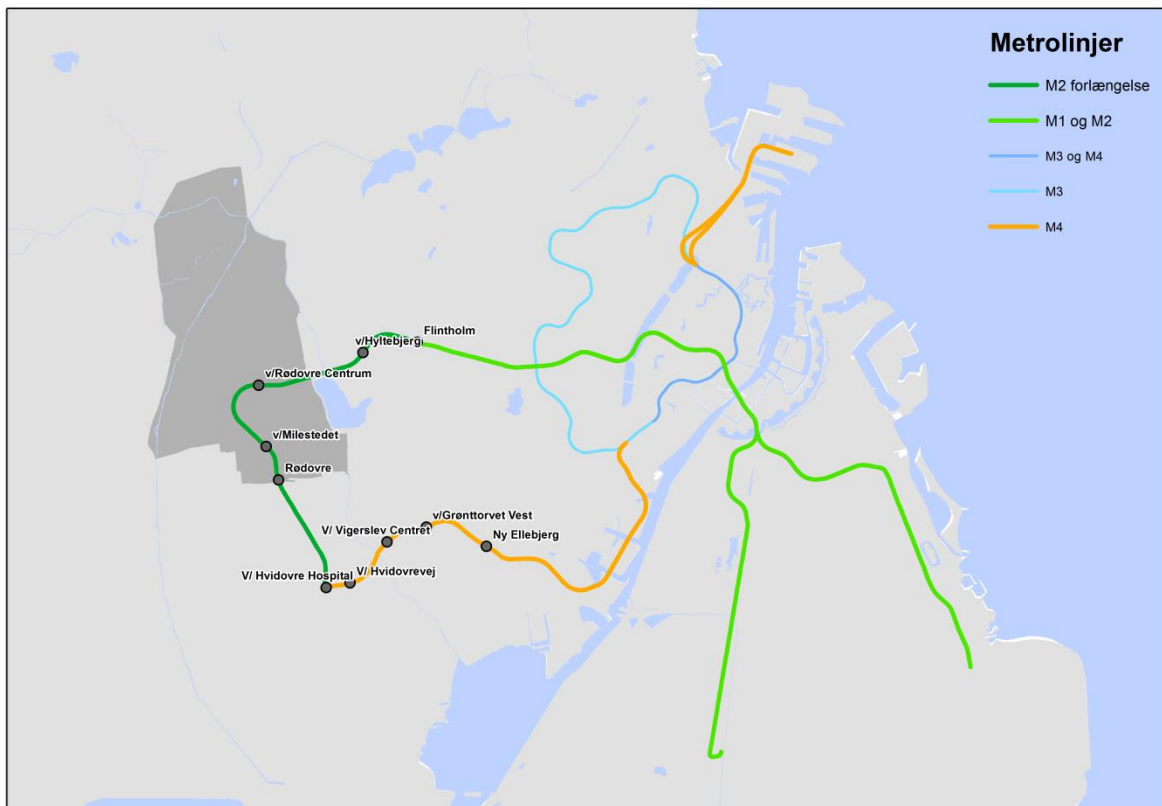 Metrolinjer
M2 forlængelse
M1 og M2
M3 og M4
M3
M4
Flintholm
v/Hyltebjerg
v/Rødovre Centrum
v/Milestedet
Rødovre
v/Grønttorvet Vest
V/ Vigerslev Centret
Ny Ellebjerg
V/ Hvidovrevej
V/ Hvidovre Hospital